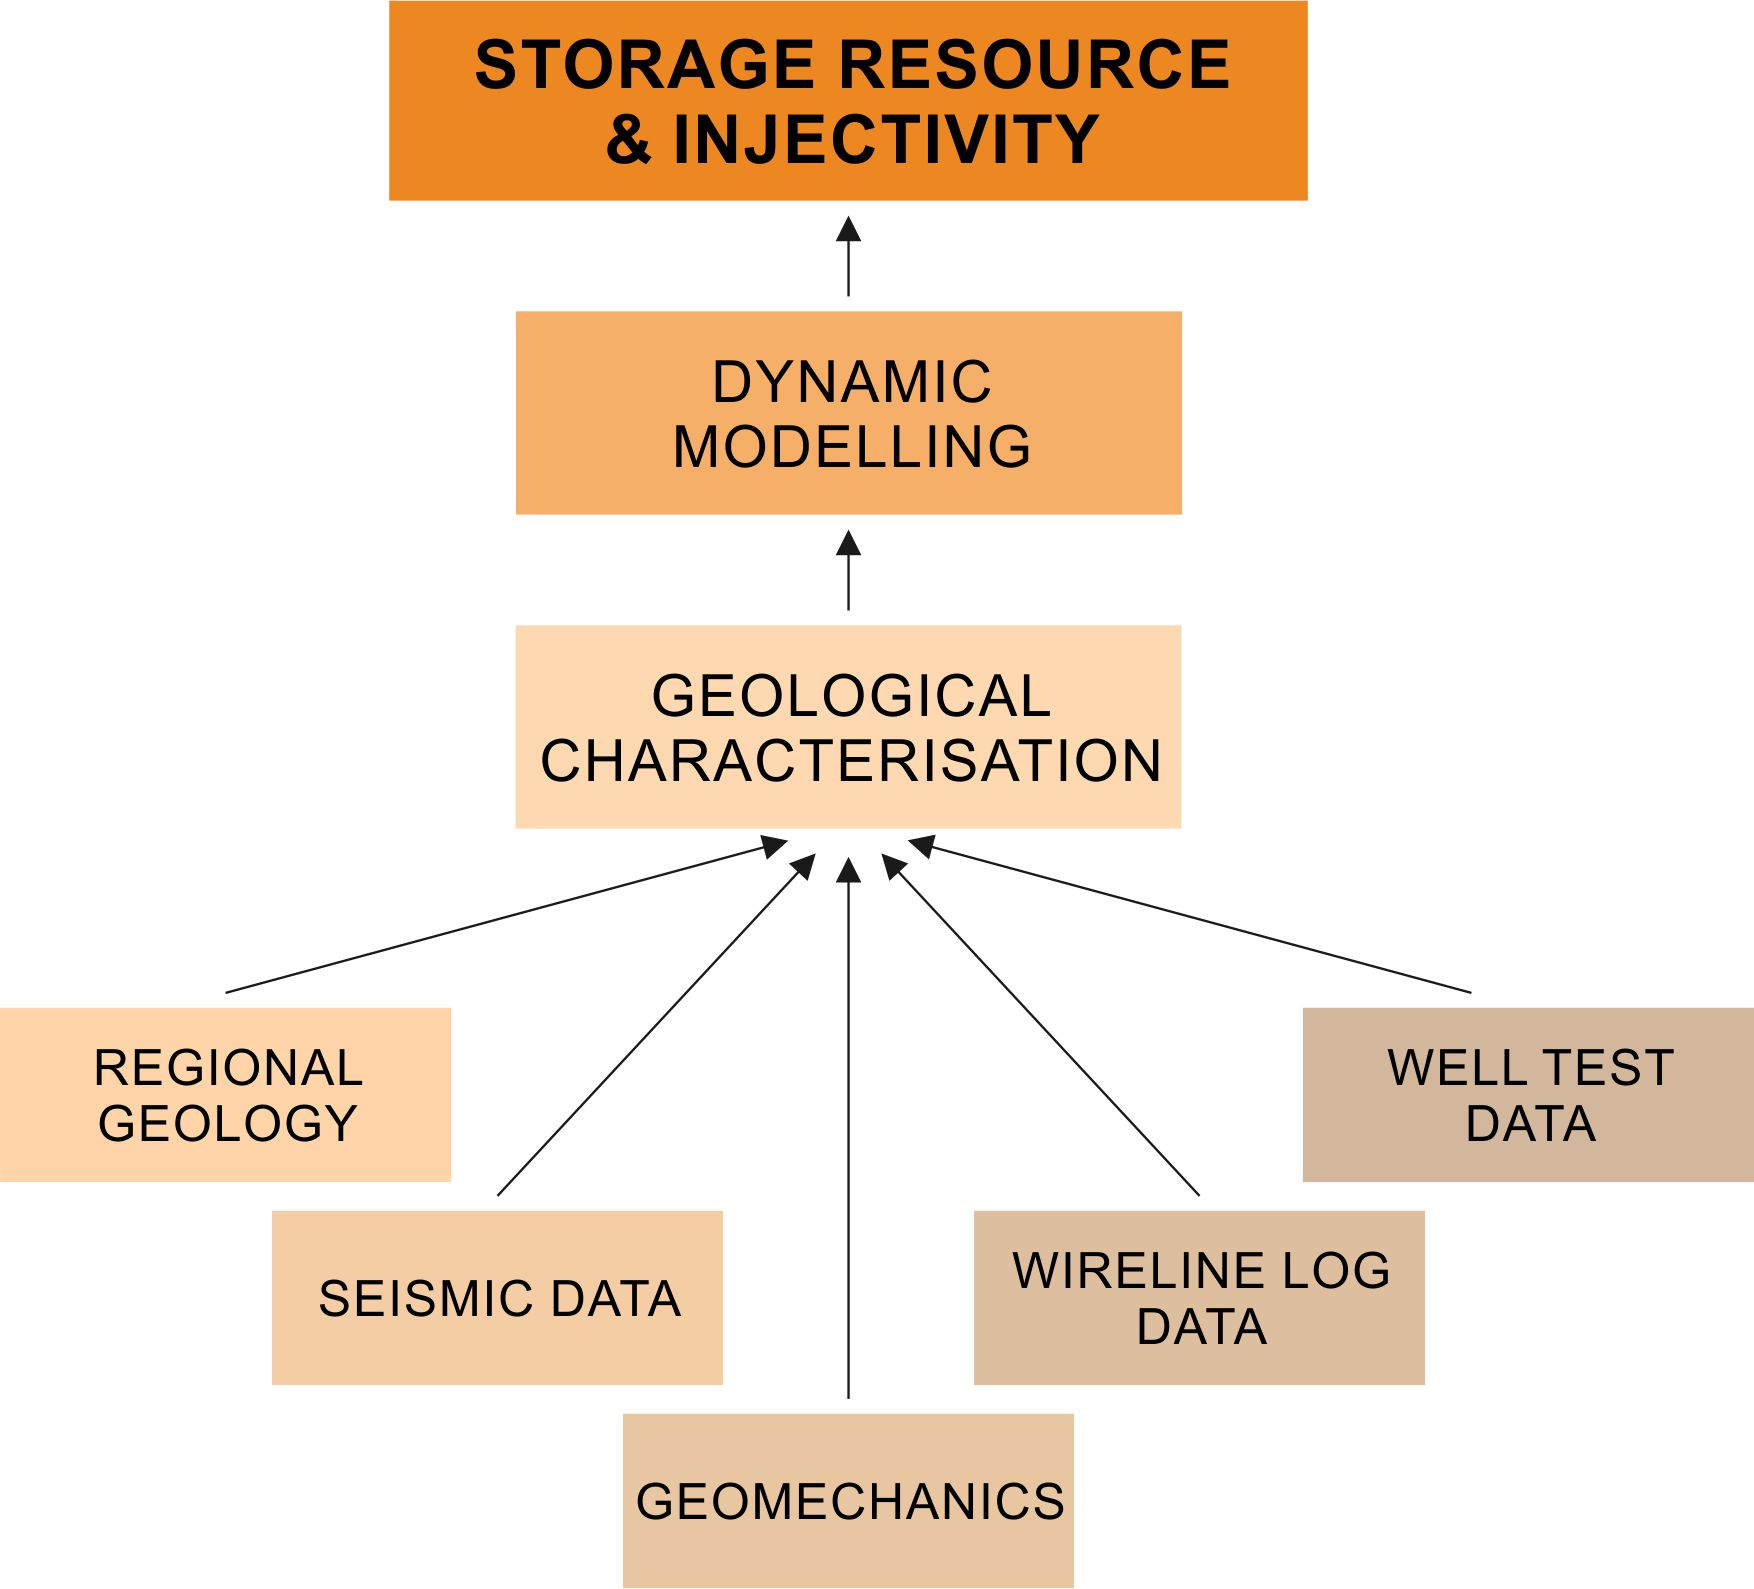 STORAGE RESOURCE
& INJECTIVITY
DYNAMIC
MODELLING
GEOLOGICAL
CHARACTERISATION
REGIONAL
GEOLOGY
WELL TEST
DATA
SEISMIC DATA
WIRELINE LOG
DATA
GEOMECHANICS